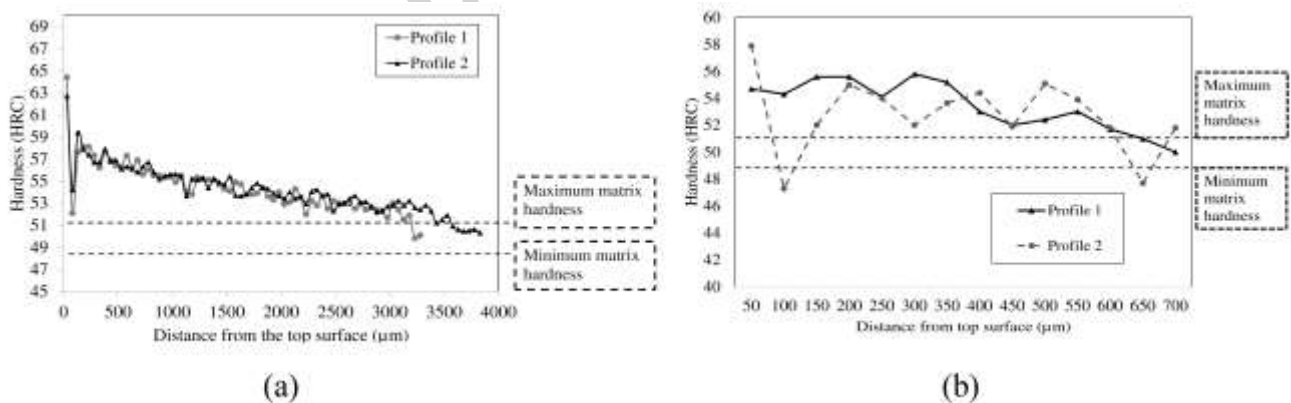 (a)
69
67
65
63
61
59
57
55
53
51
49
47
45
Hardness (HRC)
Profile 1
Profile 2
Maximum matrix
hardness
Minimum matrix
hardness
0 500 1000 1500 2000 2500 3000 3500 4000
Distance from the top surface (µm)
(a)
(b)
60
58
56
54
52
50
48
46
44
42
40
Hardness (HRC)
Profile 1
Profile 2
Maximum
matrix
hardness
Minimum
matrix
hardness
50 100 150 200 250 300 350 400 450 500 550 600 650 700
Distance from top surface (µm)
(b)